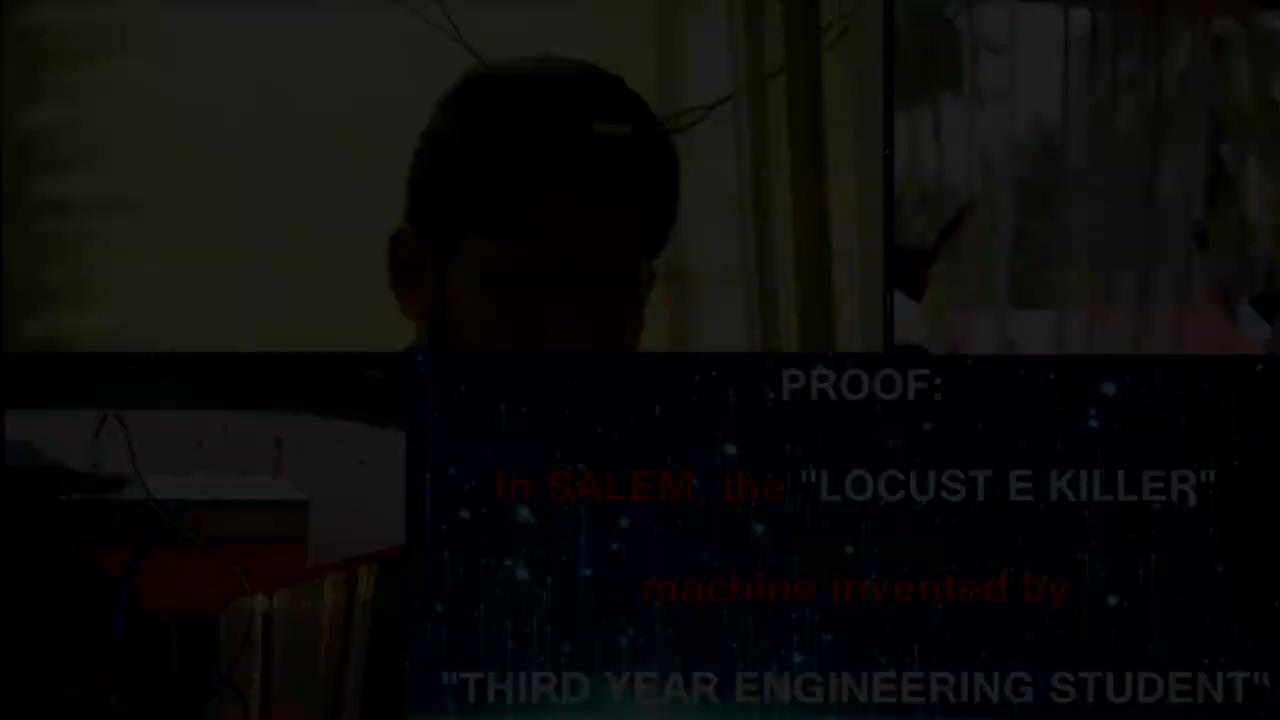 PROOF:
In SALEM, the "LOCUST E KILLER"
machine invented by
"THIRD YEAR ENGINEERING STUDENT"